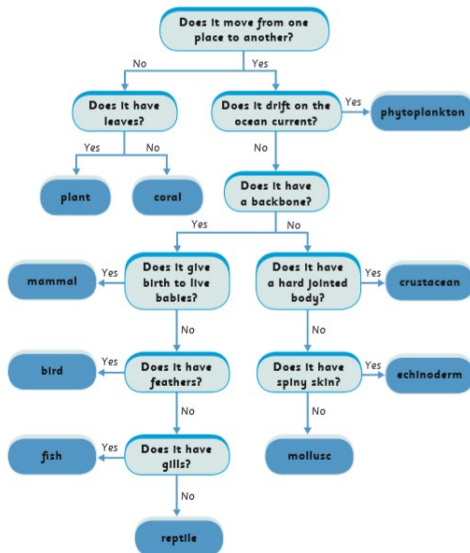 Does it move from one
place to another?
No
Yes
Does it have
leaves?
Does it drift on the
ocean current?
Yes
phytoplankton
Yes
No
No
plant
coral
Does it have
a backbone?
Yes
No
mammal
Yes
Does it give
birth to live
babies?
Does it have
a hard jointed
body?
Yes
crustacean
No
No
bird
Yes
Does it have
feathers?
Does it have
spiny skin?
Yes
echinoderm
No
No
fish
Yes
Does it have
gills?
mollusc
No
reptile